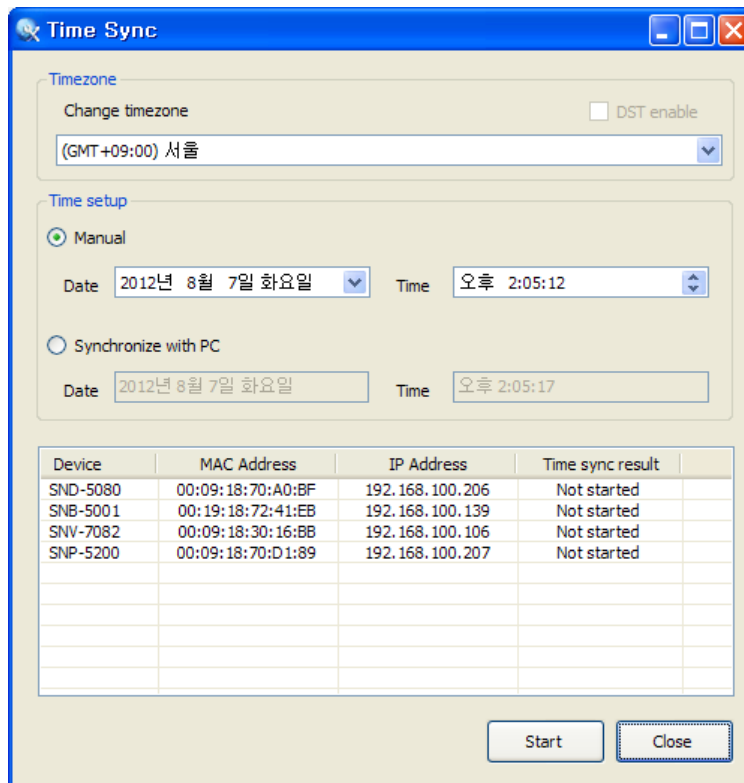 Time Sync
Timezone
Change timezone
DST enable
(GMT+09:00) 서울
Time setup
Manual
Date 2012년 8월 7일 화요일 Time 오후 2:05:12
Synchronize with PC
Date 2012년 8월 7일 화요일 Time 오후 2:05:17
Device MAC Address IP Address Time sync result
SND-5080 00:09:18:70:A0:BF 192.168.100.206 Not started
SNB-5001 00:19:18:72:41:EB 192.168.100.139 Not started
SNV-7082 00:09:18:30:16:BB 192.168.100.106 Not started
SNP-5200 00:09:18:70:D1:89 192.168.100.207 Not started
Start Close